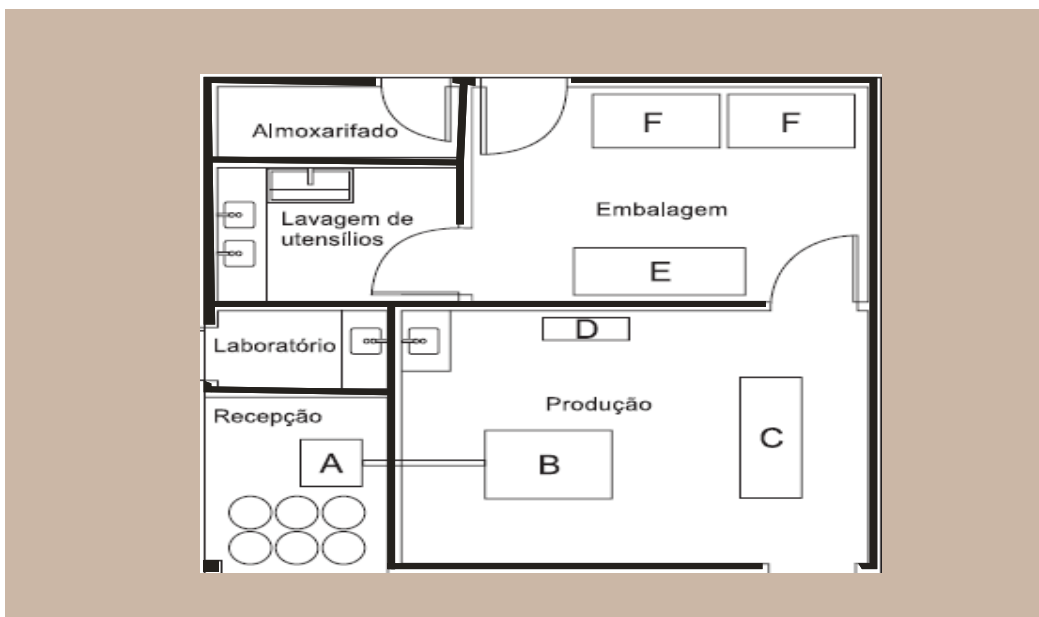 Almoxarifado
F F
Lavagem de
utensílios
Embalagem
E
Laboratório
D
Recepção
Produção
A
B
C